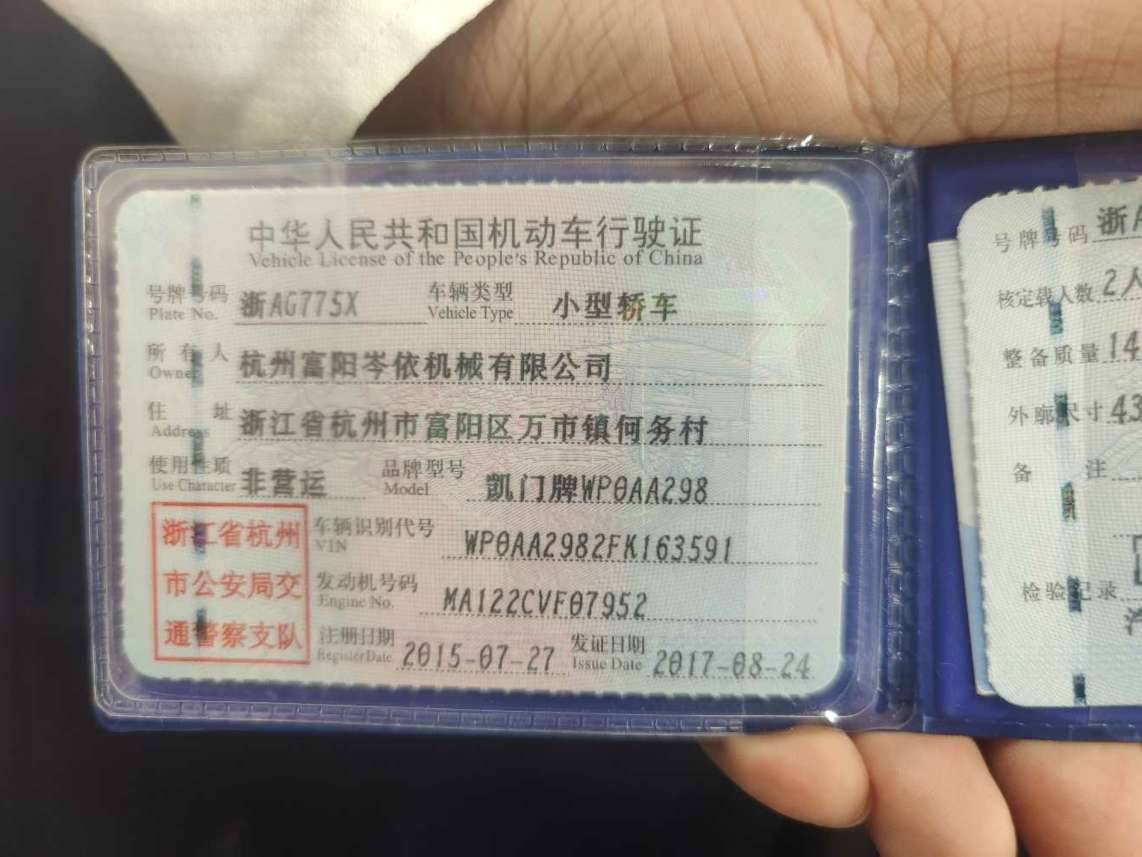 中华人民共和国机动车行驶证
Vehicle License of the People's Republic of China
号牌号码 浙AG775X 车辆类型 小型轿车
Plate No. Vehicle Type
所有人 杭州富阳岑依机械有限公司
Owner
住址 浙江省杭州市富阳区万市镇何务村
Address
使用性质 非营运 品牌型号 凯门牌WP0AA298
Use Character Model
浙江省杭州
市公安局交
通警察支队
车辆识别代号 WP0AA2982FK163591
VIN
发动机号码 MA122CVF07952
Engine No.
注册日期 2015-07-27 发证日期 2017-08-24
Register Date Issue Date
号牌号码 浙
核定载人数 2人
整备质量 14
外廓尺寸 43
备注
检验记录